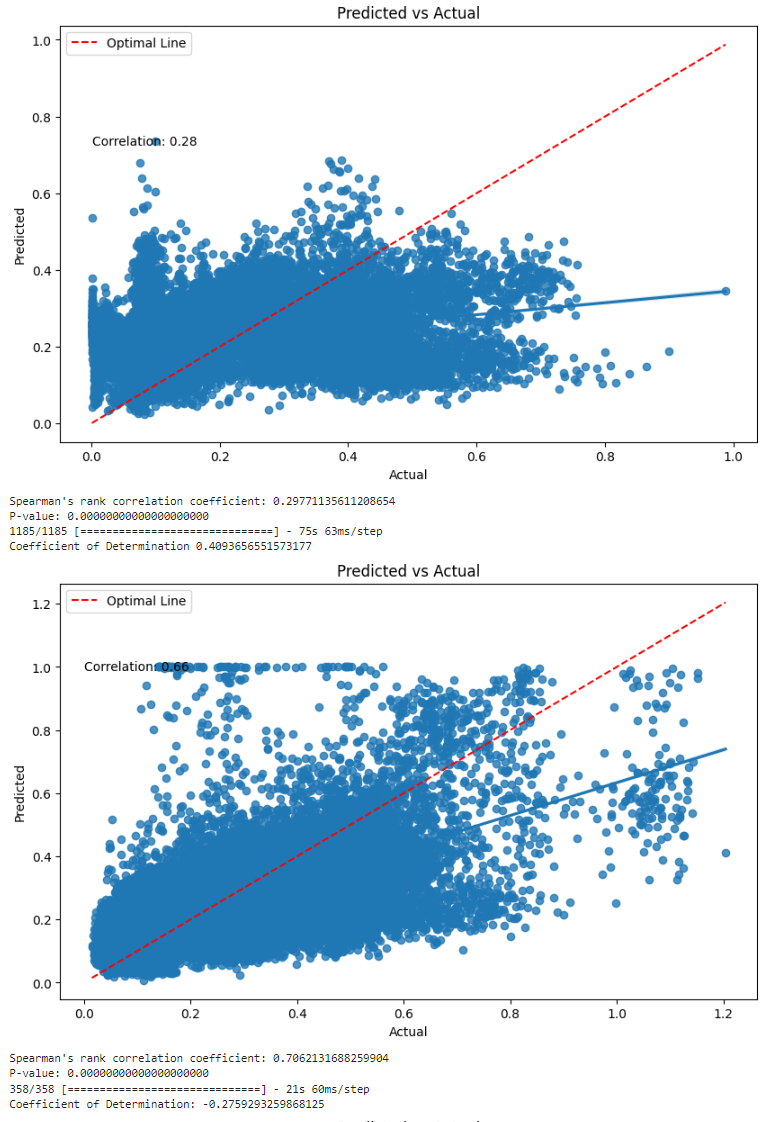 Predicted vs Actual
1.0
Optimal Line
0.8
Correlation: 0.28
0.6
Predicted
0.4
0.2
0.0
0.0 0.2 0.4 0.6 0.8 1.0
Actual
Spearman's rank correlation coefficient: 0.29771135611208654
P-value: 0.00000000000000000000
1185/1185 [==============================] - 75s 63ms/step
Coefficient of Determination 0.4093656551573177
Predicted vs Actual
1.2
Optimal Line
1.0
Correlation: 0.66
0.8
Predicted
0.6
0.4
0.2
0.0
0.0 0.2 0.4 0.6 0.8 1.0 1.2
Actual
Spearman's rank correlation coefficient: 0.7062131688259904
P-value: 0.00000000000000000000
358/358 [==============================] - 21s 60ms/step
Coefficient of Determination: -0.2759293259868125